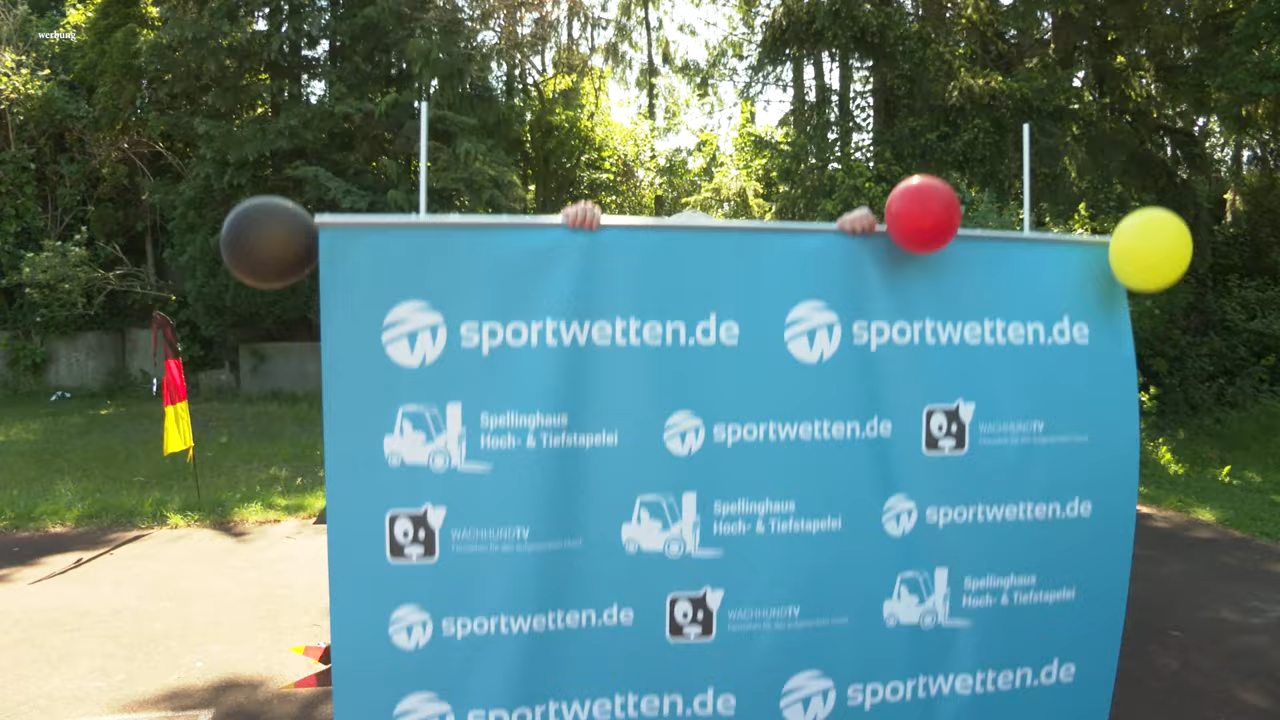 werbung
sportwetten.de sportwetten.de
Spellinghaus
Hoch- & Tiefstapelei
sportwetten.de
WACHHUNDTV
WACHHUNDTV
Spellinghaus
Hoch- & Tiefstapelei
sportwetten.de
sportwetten.de
WACHHUNDTV
Spellinghaus
Hoch- & Tiefstapelei
sportwetten.de sportwetten.de